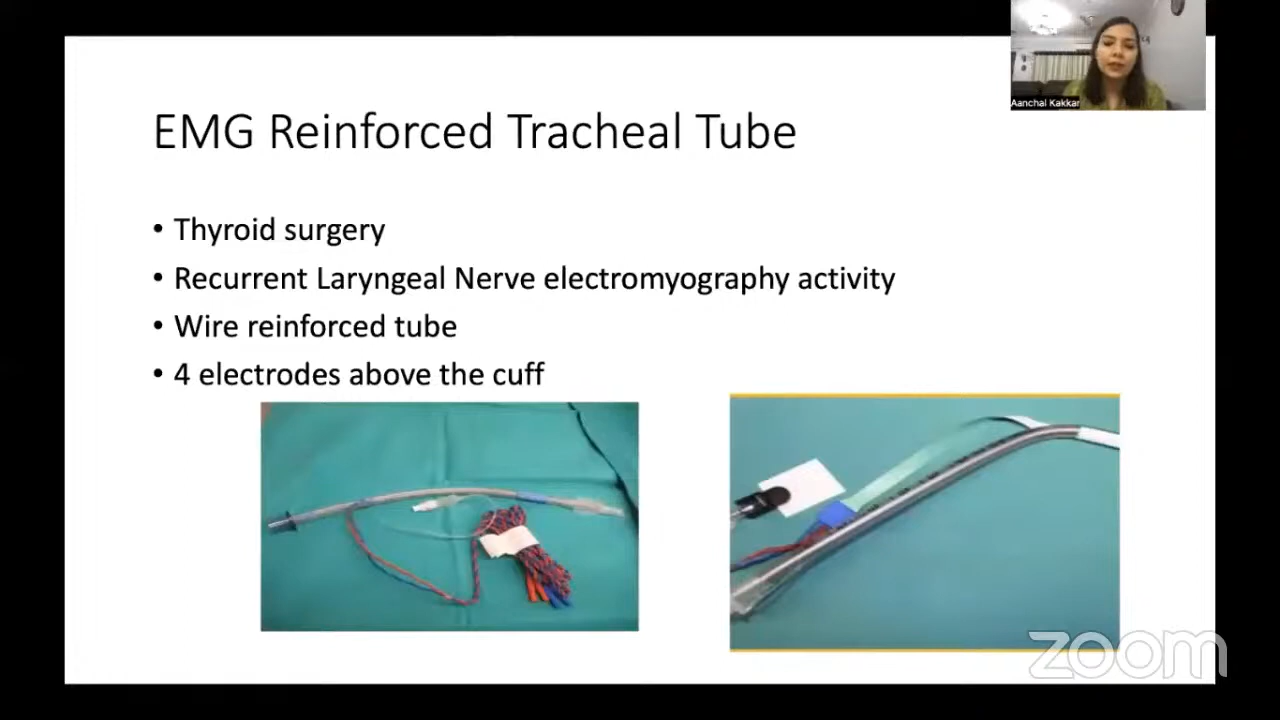 Aanchal Kakkar
EMG Reinforced Tracheal Tube
• Thyroid surgery
• Recurrent Laryngeal Nerve electromyography activity
• Wire reinforced tube
• 4 electrodes above the cuff
zoom